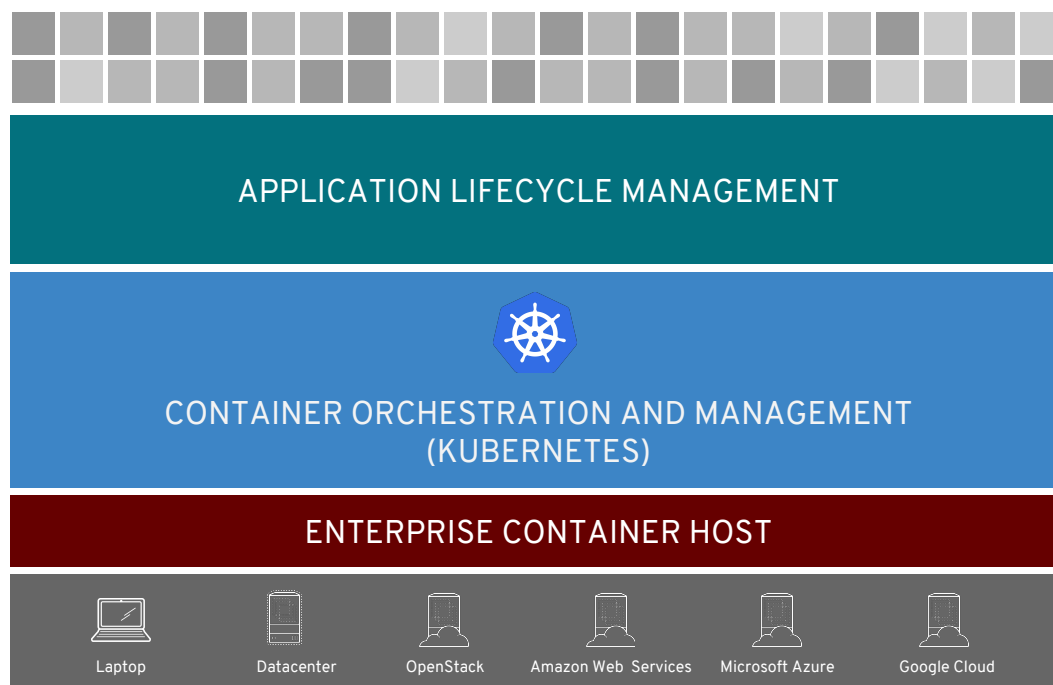 APPLICATION LIFECYCLE MANAGEMENT
CONTAINER ORCHESTRATION AND MANAGEMENT
(KUBERNETES)
ENTERPRISE CONTAINER HOST
Laptop
Datacenter
OpenStack
Amazon Web Services
Microsoft Azure
Google Cloud